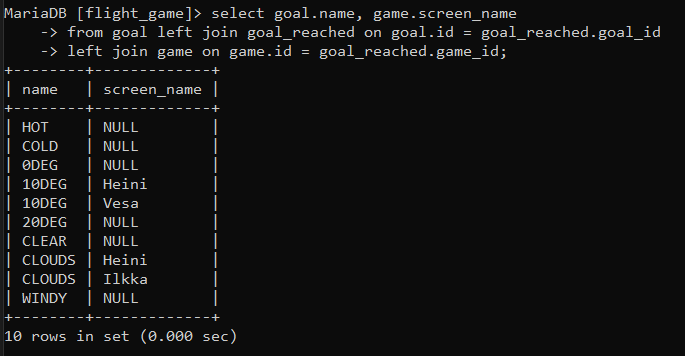 MariaDB [flight_game]> select goal.name, game.screen_name
    -> from goal left join goal_reached on goal.id = goal_reached.goal_id
    -> left join game on game.id = goal_reached.game_id;
+--------+-------------+
| name   | screen_name |
+--------+-------------+
| HOT    | NULL        |
| COLD   | NULL        |
| 0DEG   | NULL        |
| 10DEG  | Heini       |
| 10DEG  | Vesa        |
| 20DEG  | NULL        |
| CLEAR  | NULL        |
| CLOUDS | Heini       |
| CLOUDS | Ilkka       |
| WINDY  | NULL        |
+--------+-------------+
10 rows in set (0.000 sec)